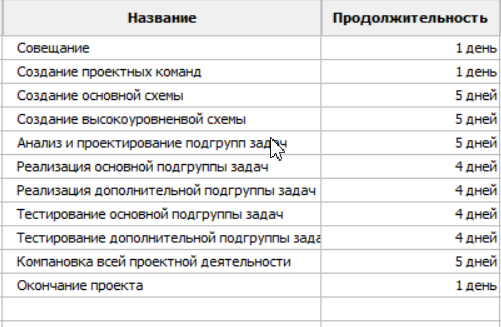 Название Продолжительность
Совещание 1 день
Создание проектных команд 1 день
Создание основной схемы 5 дней
Создание высокоуровненвой схемы 5 дней
Анализ и проектирование подгрупп задач 5 дней
Реализация основной подгруппы задач 4 дней
Реализация дополнительной подгруппы задач 4 дней
Тестирование основной подгруппы задач 4 дней
Тестирование дополнительной подгруппы зада 4 дней
Компановка всей проектной деятельности 5 дней
Окончание проекта 1 день